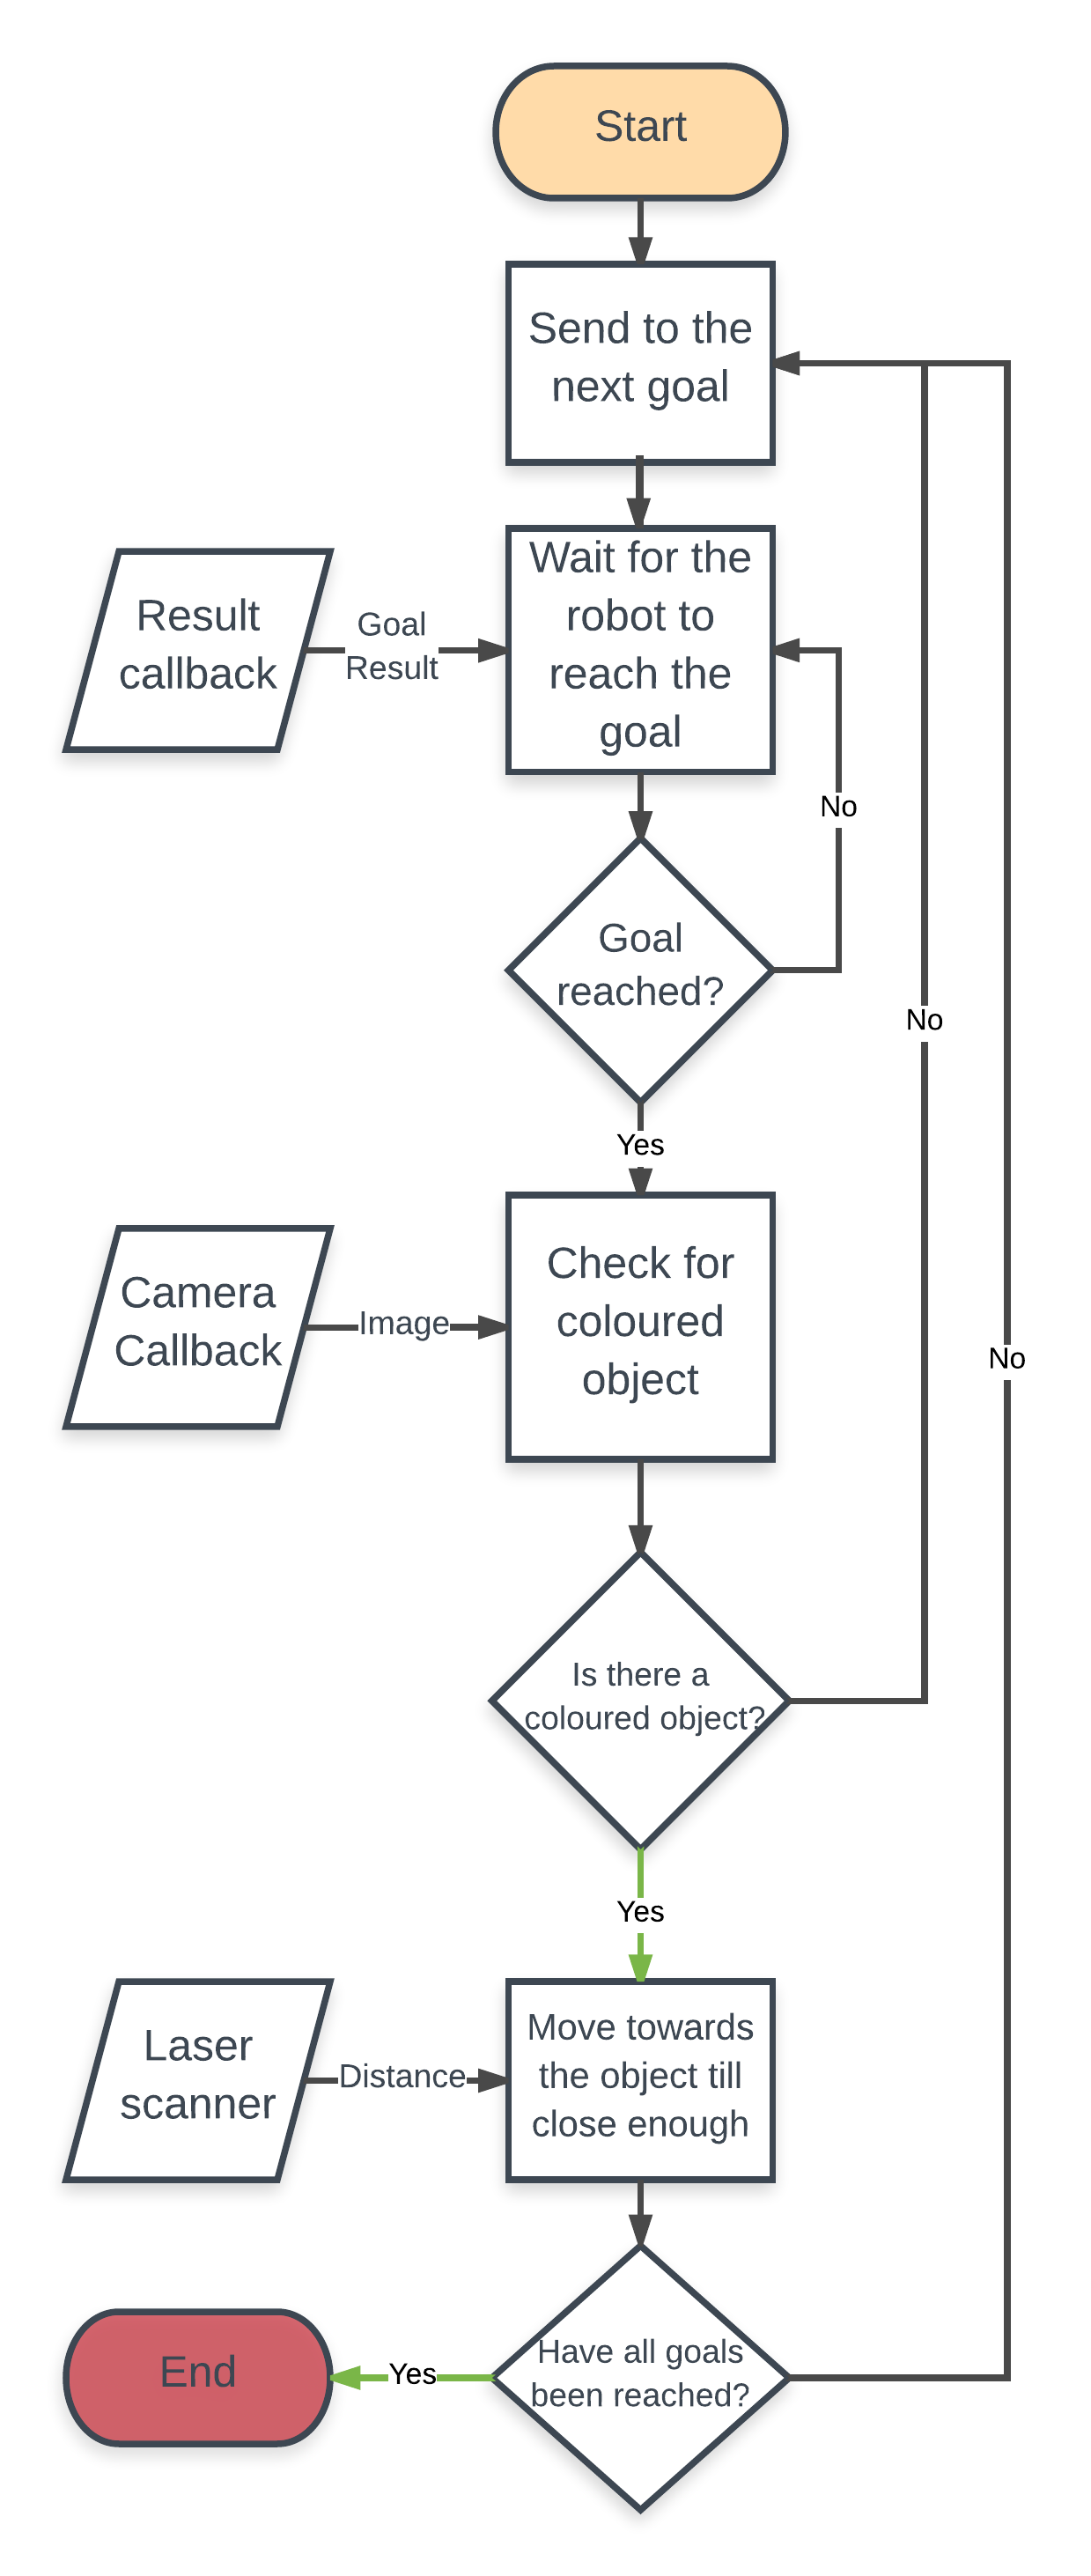 Start
Send to the
next goal
Result
callback
Goal
Result
Wait for the
robot to
reach the
goal
No
Goal
reached?
No
Yes
Camera
Callback
Image
Check for
coloured
object
No
Is there a
coloured object?
Yes
Laser
scanner
Distance
Move towards
the object till
close enough
End
Yes
Have all goals
been reached?